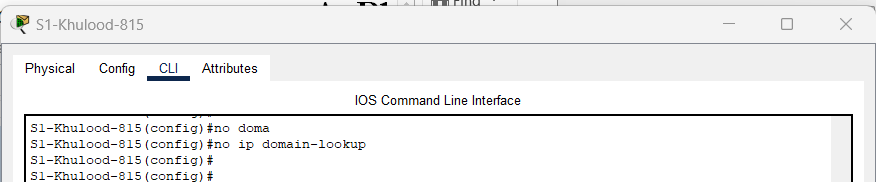 Find
S1-Khulood-815
Physical Config CLI Attributes
IOS Command Line Interface
S1-Khulood-815(config)#no doma
S1-Khulood-815(config)#no ip domain-lookup
S1-Khulood-815(config)#
S1-Khulood-815(config)#